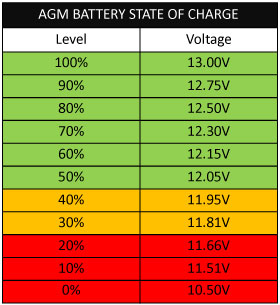 AGM BATTERY STATE OF CHARGE
Level Voltage
100% 13.00V
90% 12.75V
80% 12.50V
70% 12.30V
60% 12.15V
50% 12.05V
40% 11.95V
30% 11.81V
20% 11.66V
10% 11.51V
0% 10.50V